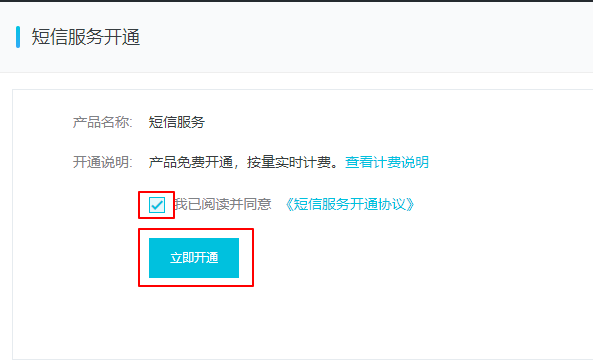 短信服务开通
产品名称: 短信服务
开通说明: 产品免费开通，按量实时计费。查看计费说明
我已阅读并同意 《短信服务开通协议》
立即开通